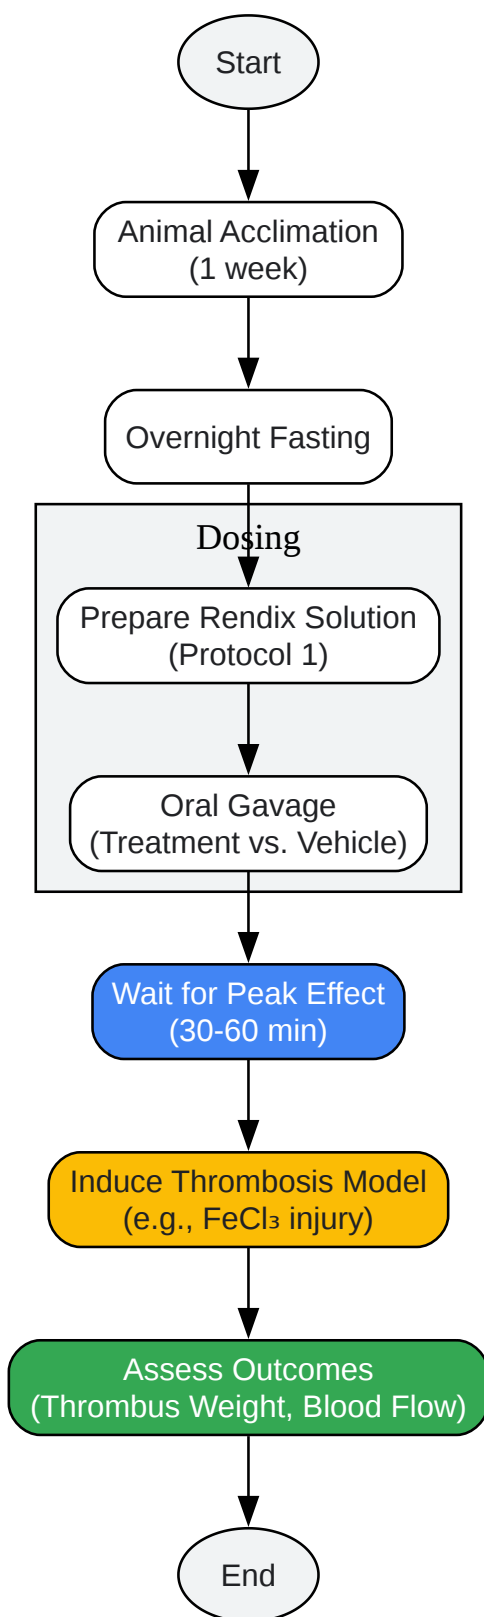 Start
Animal Acclimation
(1 week)
Overnight Fasting
Dosing
Prepare Rendix Solution
(Protocol 1)
Oral Gavage
(Treatment vs. Vehicle)
Wait for Peak Effect
(30-60 min)
Induce Thrombosis Model
(e.g., FeCl₃ injury)
Assess Outcomes
(Thrombus Weight, Blood Flow)
End